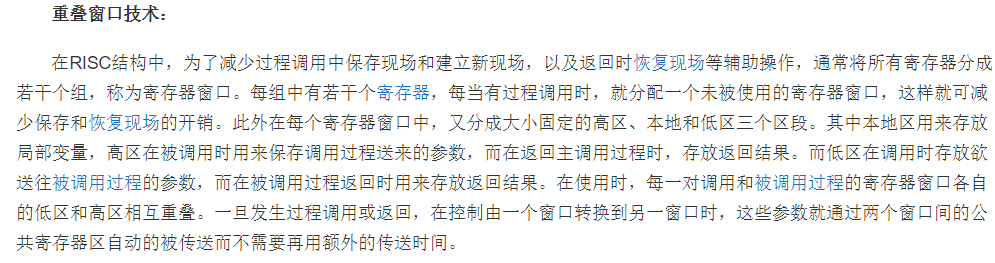 重叠窗口技术：
在RISC结构中，为了减少过程调用中保存现场和建立新现场，以及返回时恢复现场等辅助操作，通常将所有寄存器分成
若干个组，称为寄存器窗口。每组中有若干个寄存器，每当有过程调用时，就分配一个未被使用的寄存器窗口，这样就可减
少保存和恢复现场的开销。此外在每个寄存器窗口中，又分成大小固定的高区、本地和低区三个区段。其中本地区用来存放
局部变量，高区在被调用时用来保存调用过程送来的参数，而在返回主调用过程时，存放返回结果。而低区在调用时存放欲
送往被调用过程的参数，而在被调用过程返回时用来存放返回结果。在使用时，每一对调用和被调用过程的寄存器窗口各自
的低区和高区相互重叠。一旦发生过程调用或返回，在控制由一个窗口转换到另一窗口时，这些参数就通过两个窗口间的公
共寄存器区自动的被传送而不需要再用额外的传送时间。